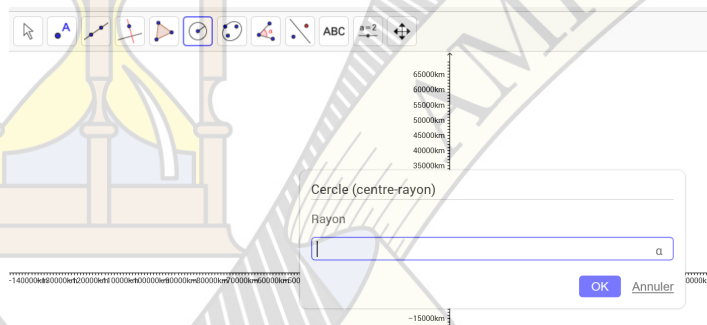 A
α
ABC
a=2
65000km
60000km
55000km
50000km
45000km
40000km
35000km
Cercle (centre-rayon)
Rayon
α
OK Annuler
-15000km